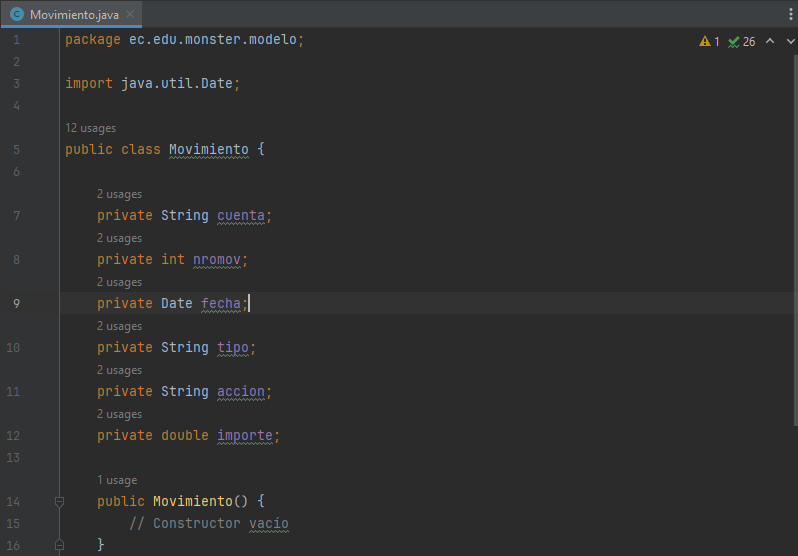 Movimiento.java
1 package ec.edu.monster.modelo;
1 26
2
3 import java.util.Date;
4
12 usages
5 public class Movimiento {
6
2 usages
7 private String cuenta;
2 usages
8 private int nromov;
2 usages
9 private Date fecha;
2 usages
10 private String tipo;
2 usages
11 private String accion;
2 usages
12 private double importe;
13
1 usage
14 public Movimiento() {
15 // Constructor vacío
16 }